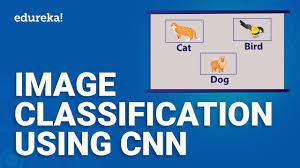 edureka!
Cat
Bird
Dog
IMAGE
CLASSIFICATION
USING CNN